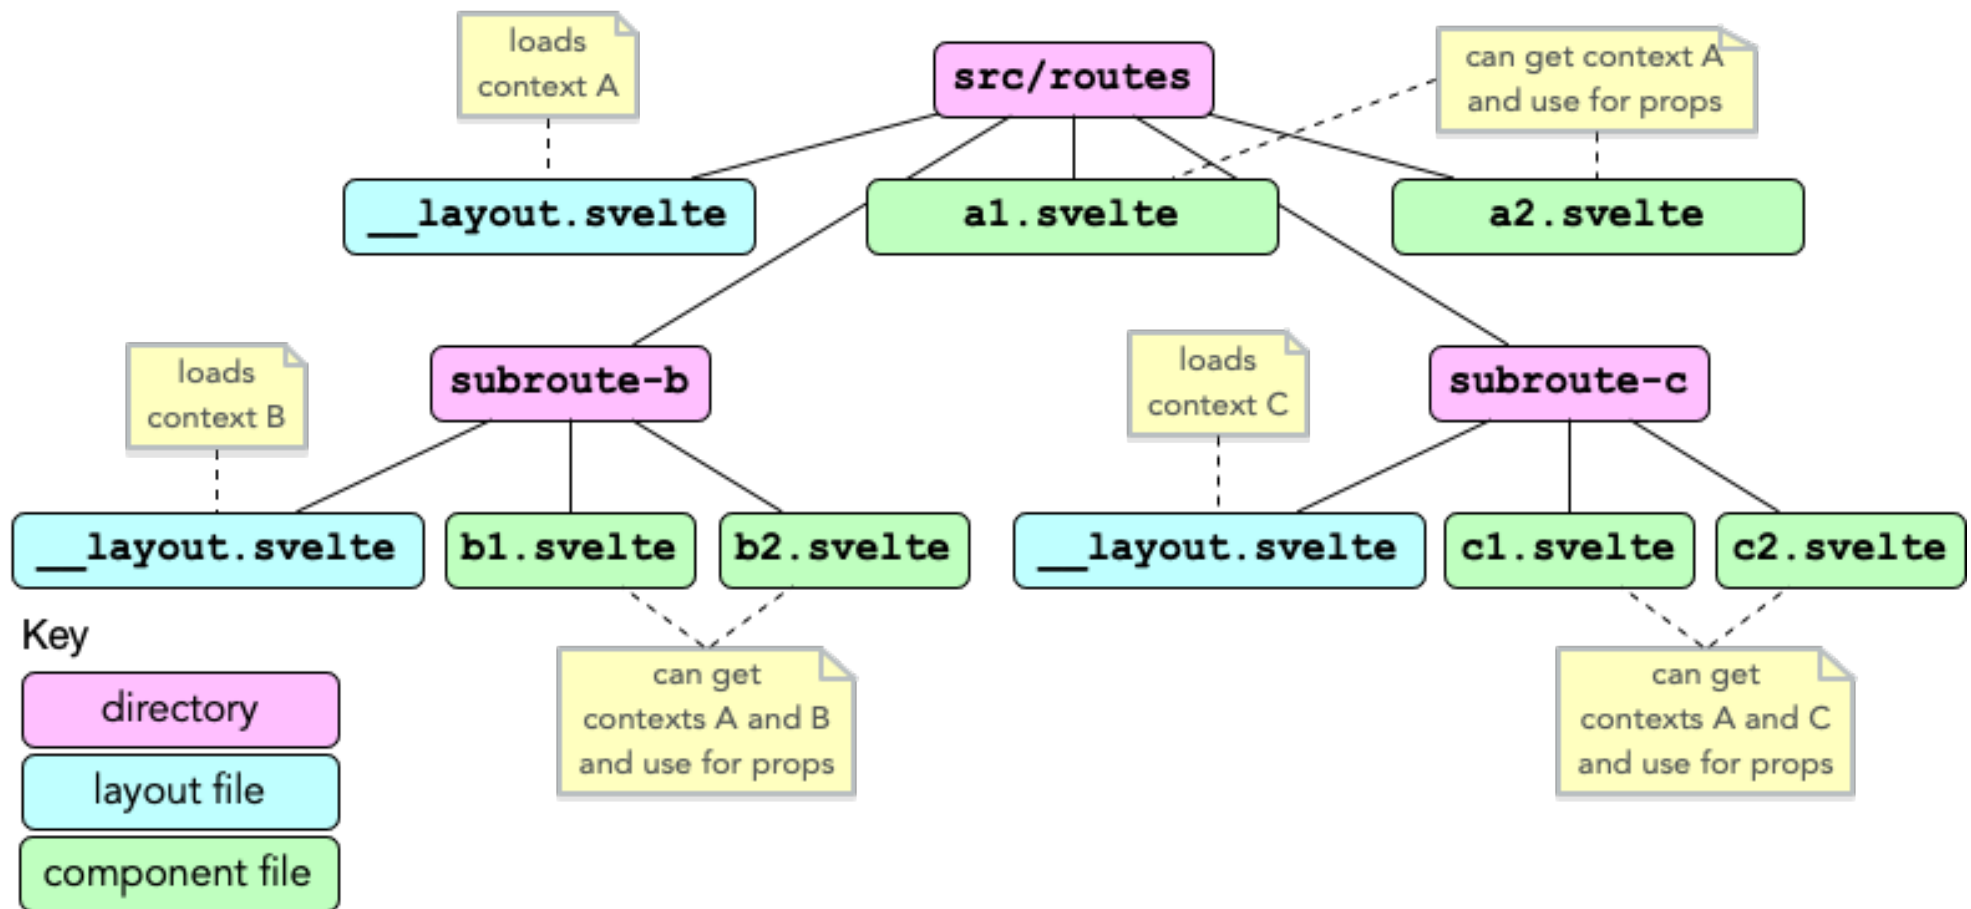 loads
context A
src/routes
can get context A
and use for props
__layout.svelte
a1.svelte
a2.svelte
loads
context B
subroute-b
loads
context C
subroute-c
__layout.svelte
b1.svelte
b2.svelte
__layout.svelte
c1.svelte
c2.svelte
can get
contexts A and B
and use for props
can get
contexts A and C
and use for props
Key
directory
layout file
component file